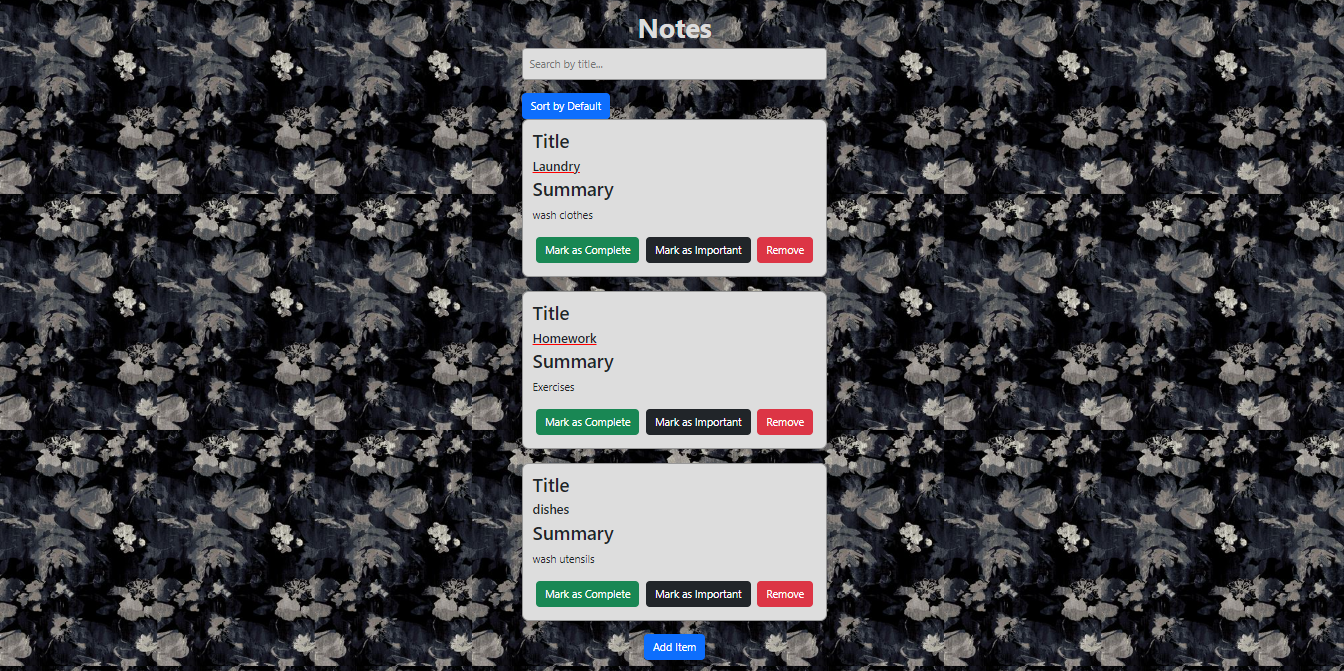 Notes
Search by title...
Sort by Default
Title
Laundry
Summary
wash clothes
Mark as Complete Mark as Important Remove
Title
Homework
Summary
Exercises
Mark as Complete Mark as Important Remove
Title
dishes
Summary
wash utensils
Mark as Complete Mark as Important Remove
Add Item